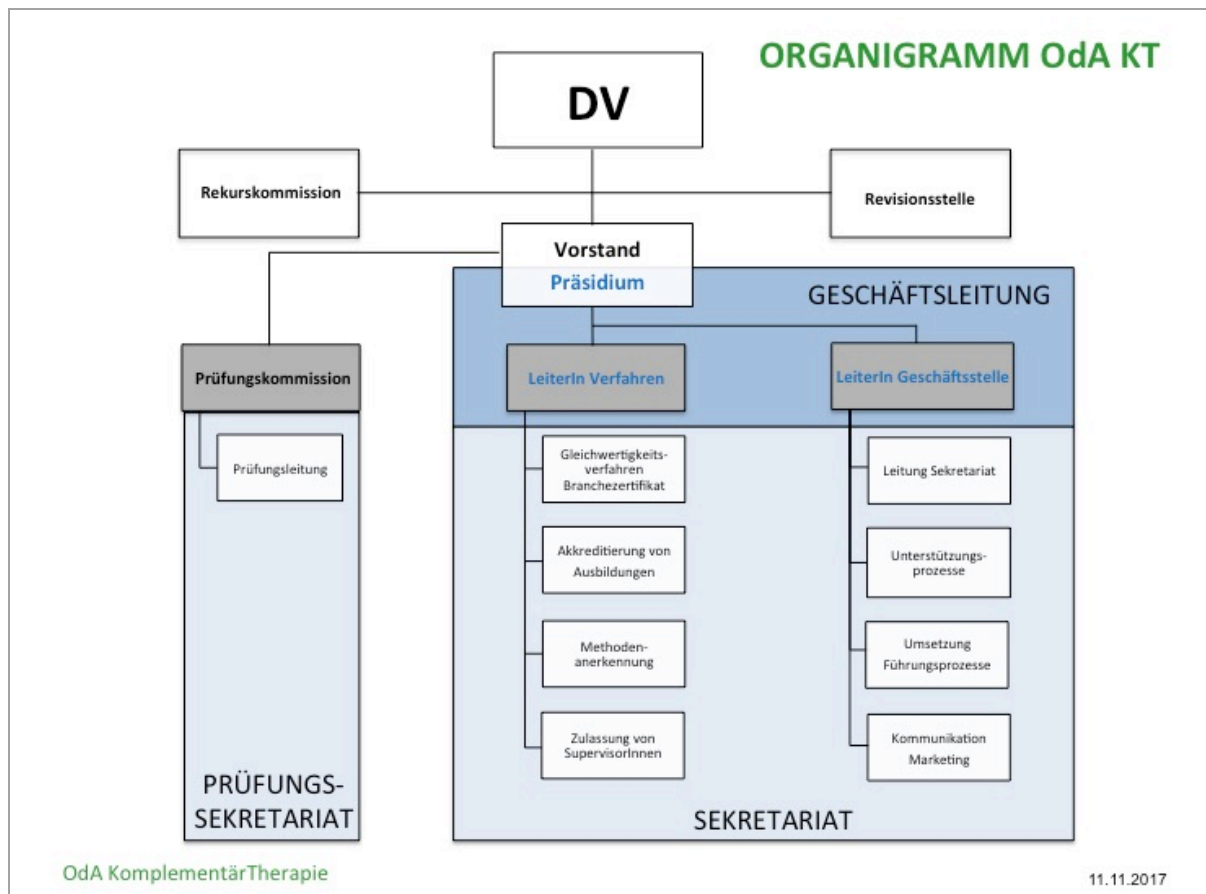 ORGANIGRAMM OdA KT
DV
Rekurskommission
Revisionsstelle
Vorstand
Präsidium
GESCHÄFTSLEITUNG
Prüfungskommission
LeiterIn Verfahren
LeiterIn Geschäftsstelle
Prüfungsleitung
Gleichwertigkeits-
verfahren
Branchezertifikat
Akkreditierung von
Ausbildungen
Methoden-
anerkennung
Zulassung von
SupervisorInnen
Leitung Sekretariat
Unterstützungs-
prozesse
Umsetzung
Führungsprozesse
Kommunikation
Marketing
PRÜFUNGS-
SEKRETARIAT
SEKRETARIAT
OdA KomplementärTherapie
11.11.2017